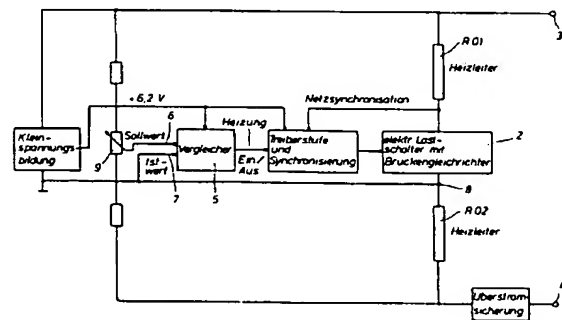 R 01
3
Heizleiter
Netzsynchronisation
+6,2 V
6
Heizung
Klein-
spannungs
bildung
Sollwert
Vergleicher
Treiberstufe
und
Synchronisierung
elektr Last-
schalter mit
Brückengleichrichter
2
9
Ist-
wert
Ein/
Aus
7
5
8
R 02
Heizleiter
Überstrom-
sicherung